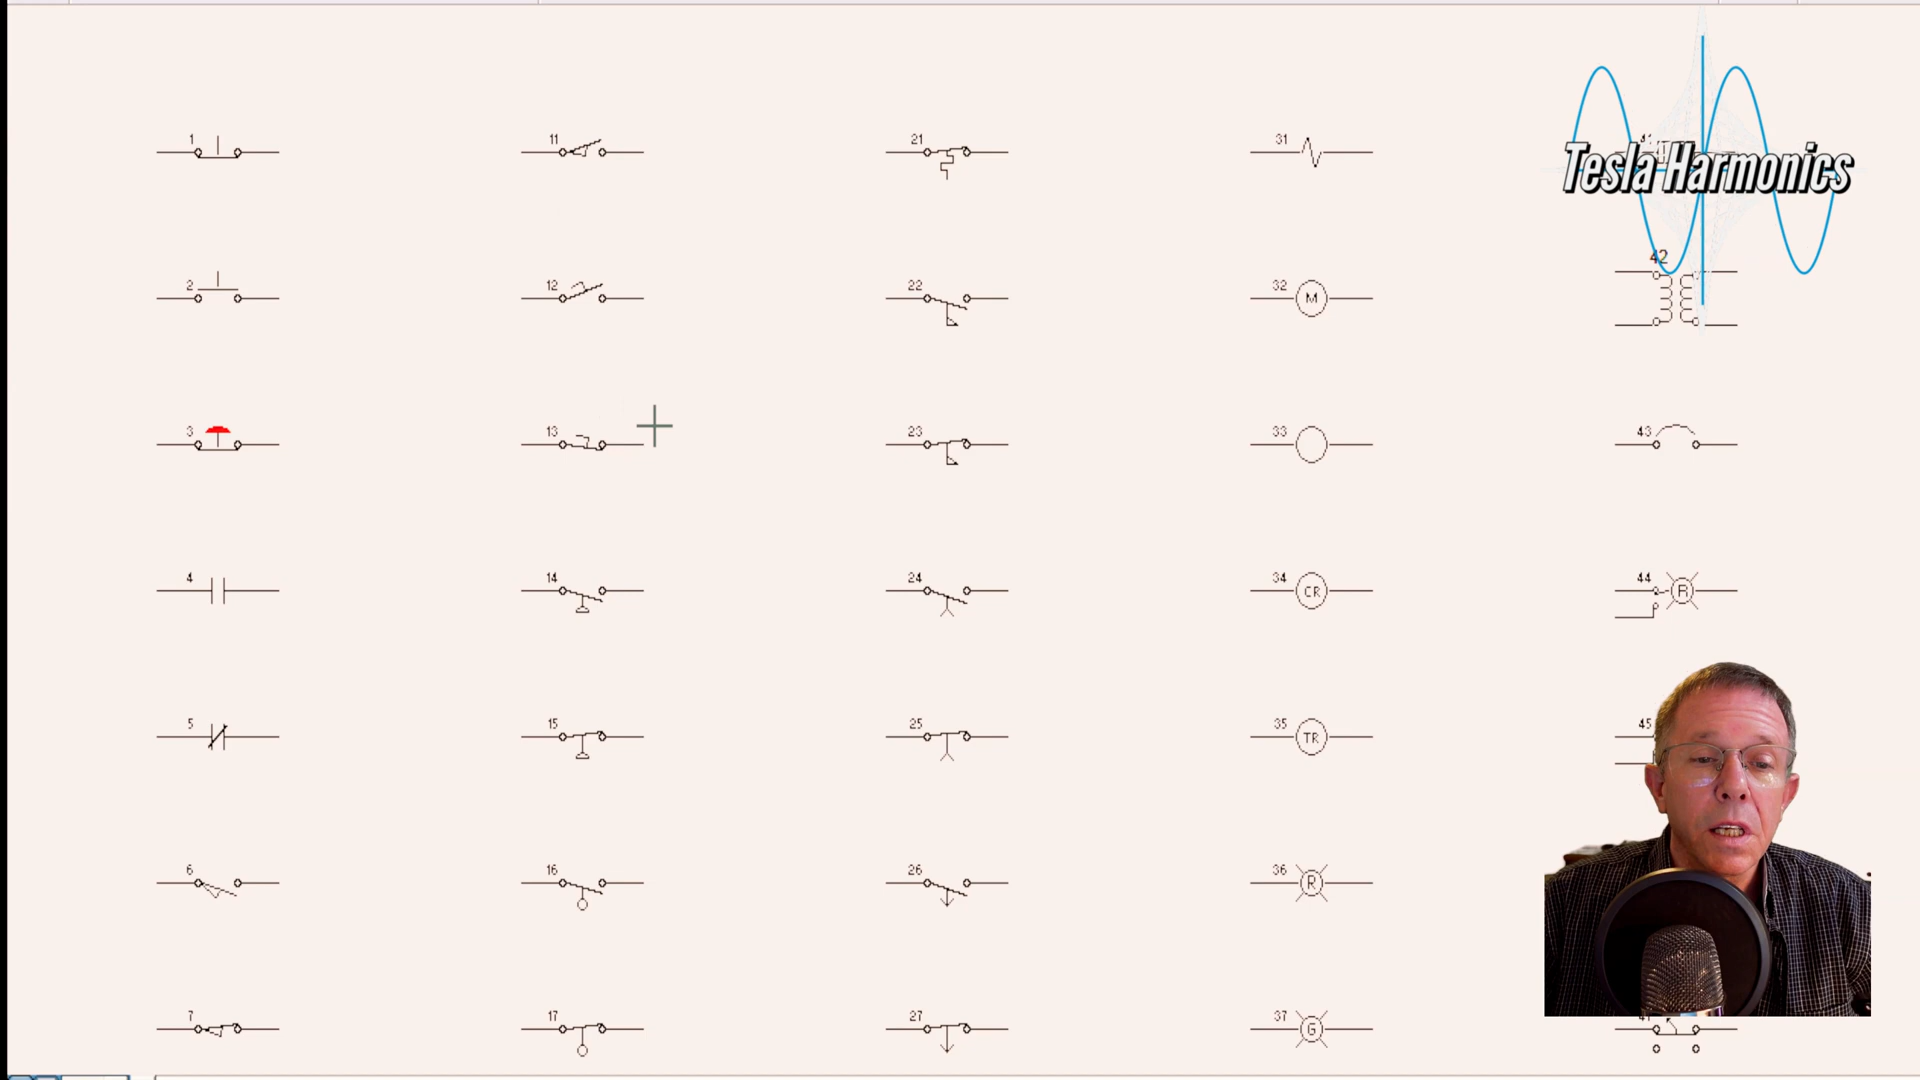 1 11 21 31
Tesla Harmonics
2 12 22 32 M 42
3 13 23 33 43
4 14 24 34 CR 44 R
5 15 25 35 TR 45
6 16 26 36 R
7 17 27 37 G